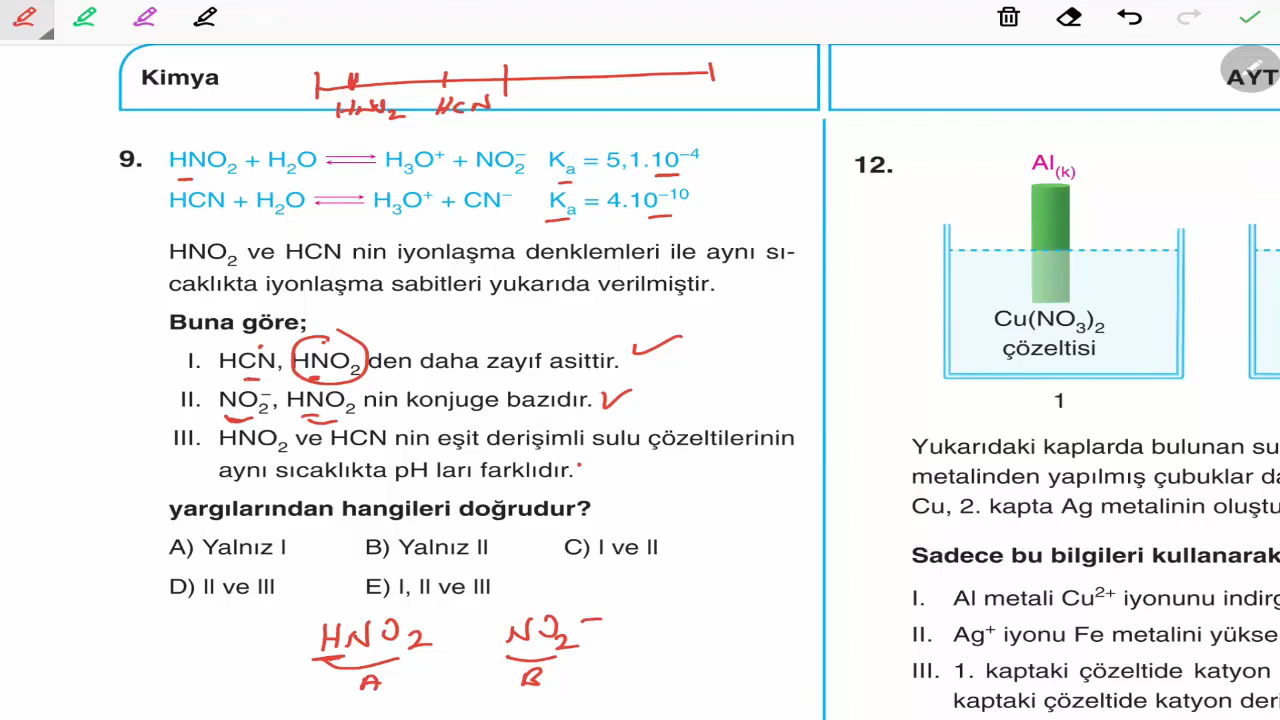 Kimya
HNO2 HCN
9. HNO₂ + H₂O ⇌ H₃O⁺ + NO₂⁻ Kₐ = 5,1.10⁻⁴
HCN + H₂O ⇌ H₃O⁺ + CN⁻ Kₐ = 4.10⁻¹⁰
HNO₂ ve HCN nin iyonlaşma denklemleri ile aynı sı-
caklıkta iyonlaşma sabitleri yukarıda verilmiştir.
Buna göre;
I. HCN, HNO₂ den daha zayıf asittir.
II. NO₂⁻, HNO₂ nin konjuge bazıdır.
III. HNO₂ ve HCN nin eşit derişimli sulu çözeltilerinin
aynı sıcaklıkta pH ları farklıdır.
yargılarından hangileri doğrudur?
A) Yalnız I B) Yalnız II C) I ve II
D) II ve III E) I, II ve III
HNO2 NO2⁻
A B
AYT
12.
Al(k)
Cu(NO₃)₂
çözeltisi
1
Yukarıdaki kaplarda bulunan su
metalinden yapılmış çubuklar da
Cu, 2. kapta Ag metalinin oluştu
Sadece bu bilgileri kullanarak
I. Al metali Cu²⁺ iyonunu indirg
II. Ag⁺ iyonu Fe metalini yükse
III. 1. kaptaki çözeltide katyon
kaptaki çözeltide katyon deri